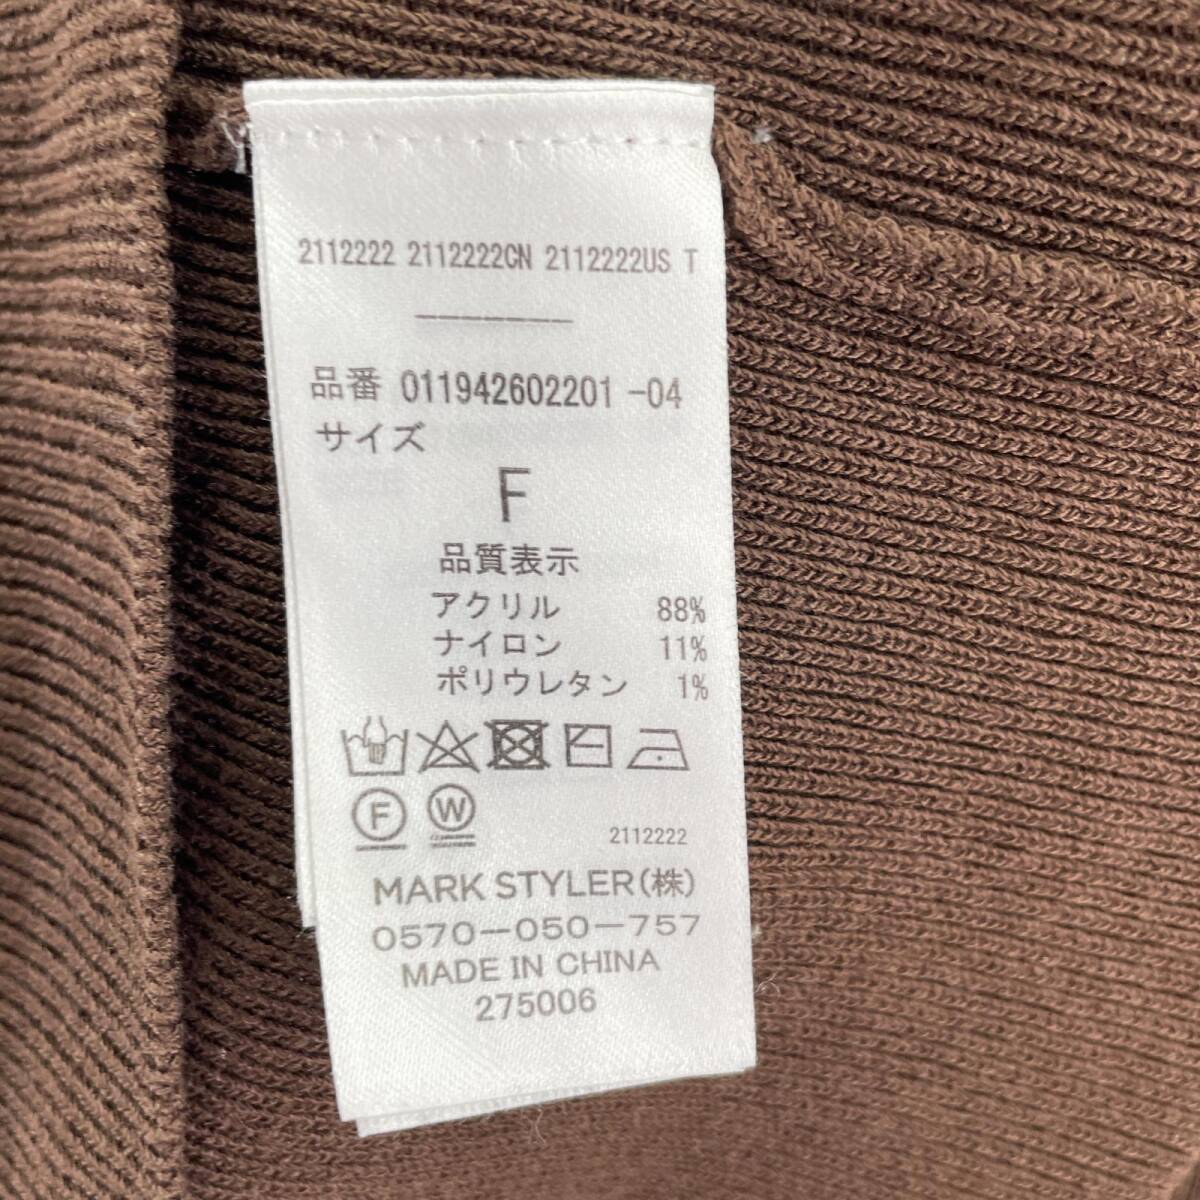 2112222 2112222CN 2112222US T
-------
品番 011942602201 -04
サイズ
F
品質表示
アクリル 88%
ナイロン 11%
ポリウレタン 1%
F W
2112222
MARK STYLER(株)
0570-050-757
MADE IN CHINA
275006